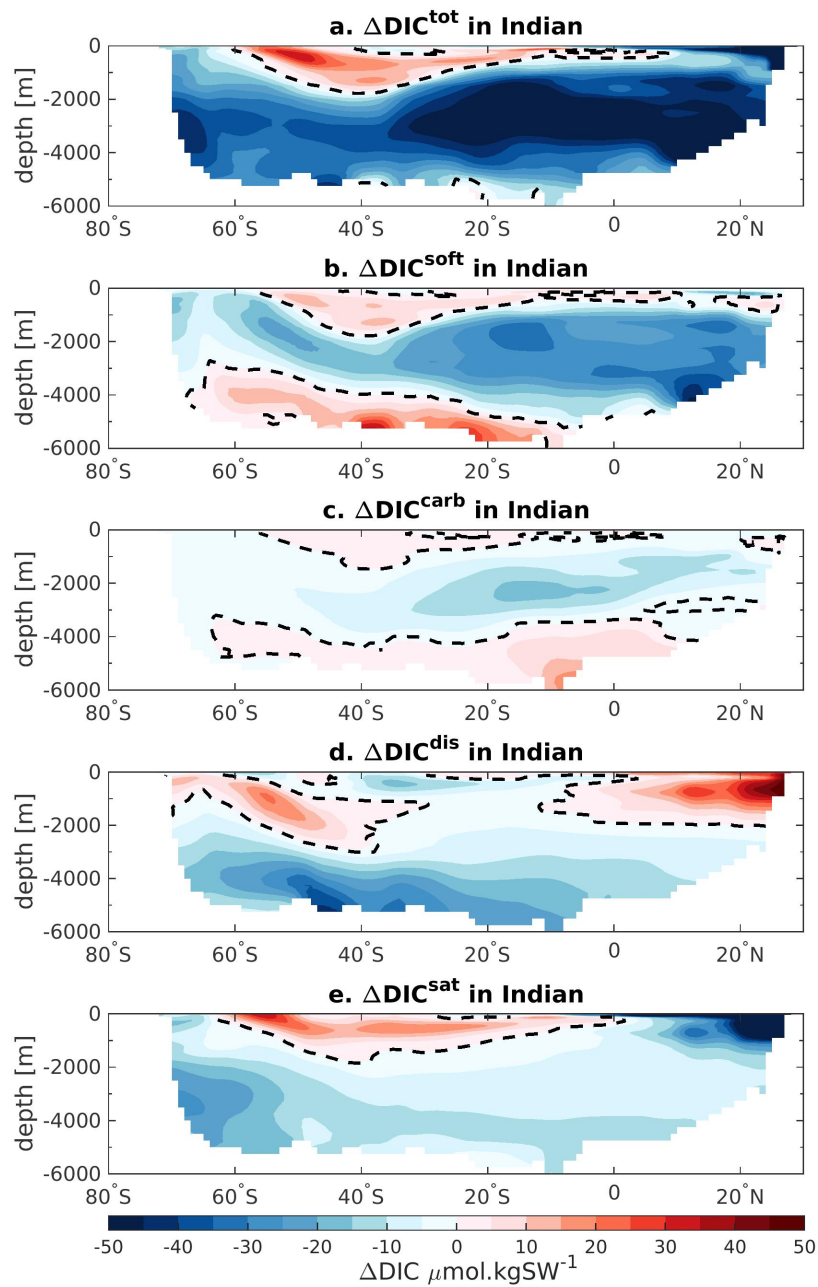 a. ΔDIC^tot in Indian
0
-2000
-4000
-6000
depth [m]
80°S 60°S 40°S 20°S 0 20°N
b. ΔDIC^soft in Indian
0
-2000
-4000
-6000
depth [m]
80°S 60°S 40°S 20°S 0 20°N
c. ΔDIC^carb in Indian
0
-2000
-4000
-6000
depth [m]
80°S 60°S 40°S 20°S 0 20°N
d. ΔDIC^dis in Indian
0
-2000
-4000
-6000
depth [m]
80°S 60°S 40°S 20°S 0 20°N
e. ΔDIC^sat in Indian
0
-2000
-4000
-6000
depth [m]
80°S 60°S 40°S 20°S 0 20°N
-50 -40 -30 -20 -10 0 10 20 30 40 50
ΔDIC μmol.kgSW^-1